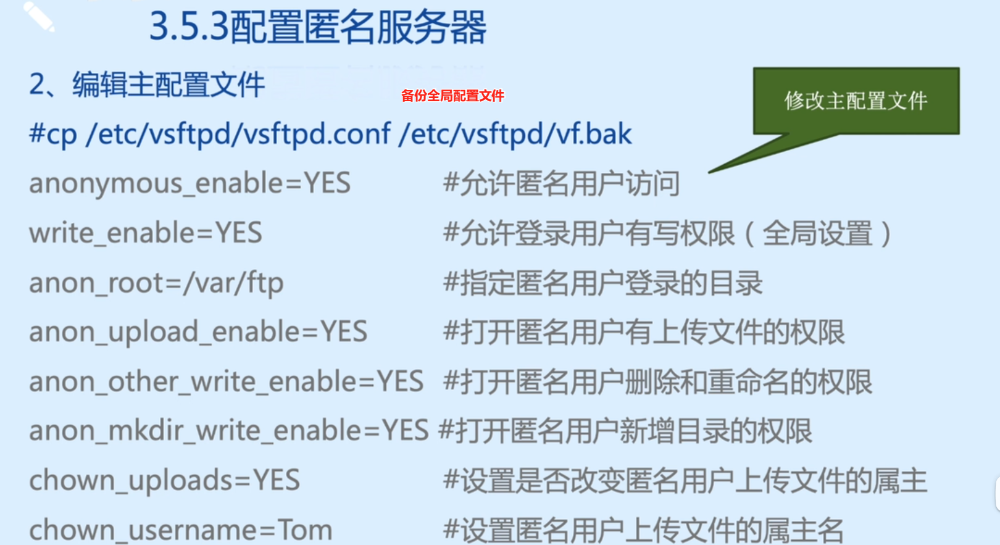 3.5.3配置匿名服务器
2、编辑主配置文件
备份全局配置文件
修改主配置文件
#cp /etc/vsftpd/vsftpd.conf /etc/vsftpd/vf.bak
anonymous_enable=YES #允许匿名用户访问
write_enable=YES #允许登录用户有写权限（全局设置）
anon_root=/var/ftp #指定匿名用户登录的目录
anon_upload_enable=YES #打开匿名用户有上传文件的权限
anon_other_write_enable=YES #打开匿名用户删除和重命名的权限
anon_mkdir_write_enable=YES #打开匿名用户新增目录的权限
chown_uploads=YES #设置是否改变匿名用户上传文件的属主
chown_username=Tom #设置匿名用户上传文件的属主名